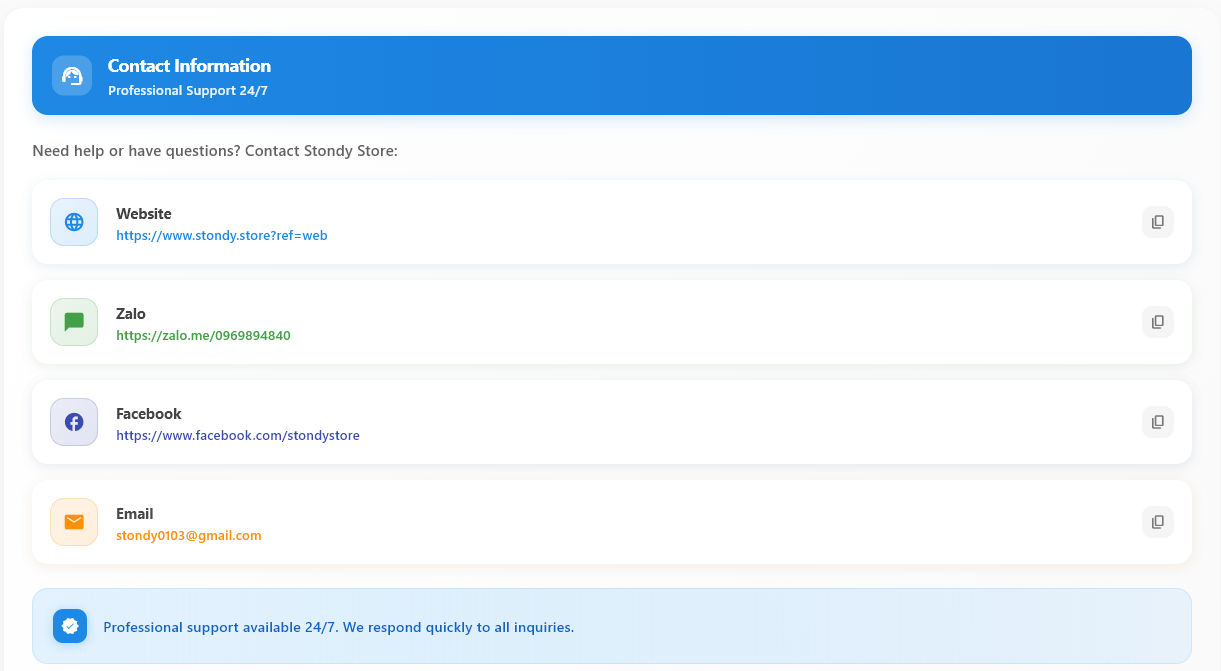 Contact Information
Professional Support 24/7
Need help or have questions? Contact Stondy Store:
Website
https://www.stondy.store?ref=web
Zalo
https://zalo.me/0969894840
Facebook
https://www.facebook.com/stondystore
Email
stondy0103@gmail.com
Professional support available 24/7. We respond quickly to all inquiries.